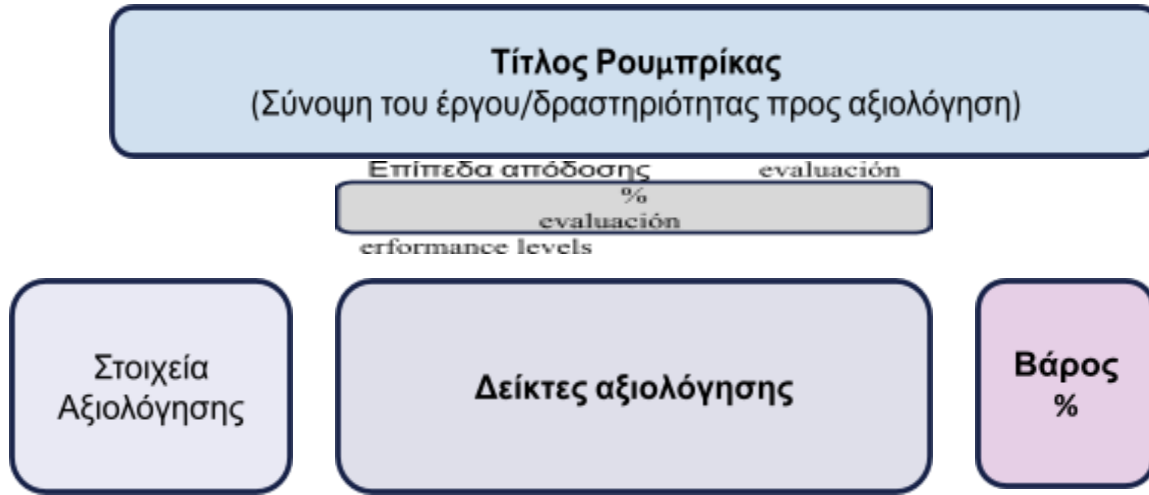 Τίτλος Ρουμπρίκας
(Σύνοψη του έργου/δραστηριότητας προς αξιολόγηση)
Επίπεδα απόδοσης evaluación
%
evaluación
erformance levels
Στοιχεία
Αξιολόγησης
Δείκτες αξιολόγησης
Βάρος
%